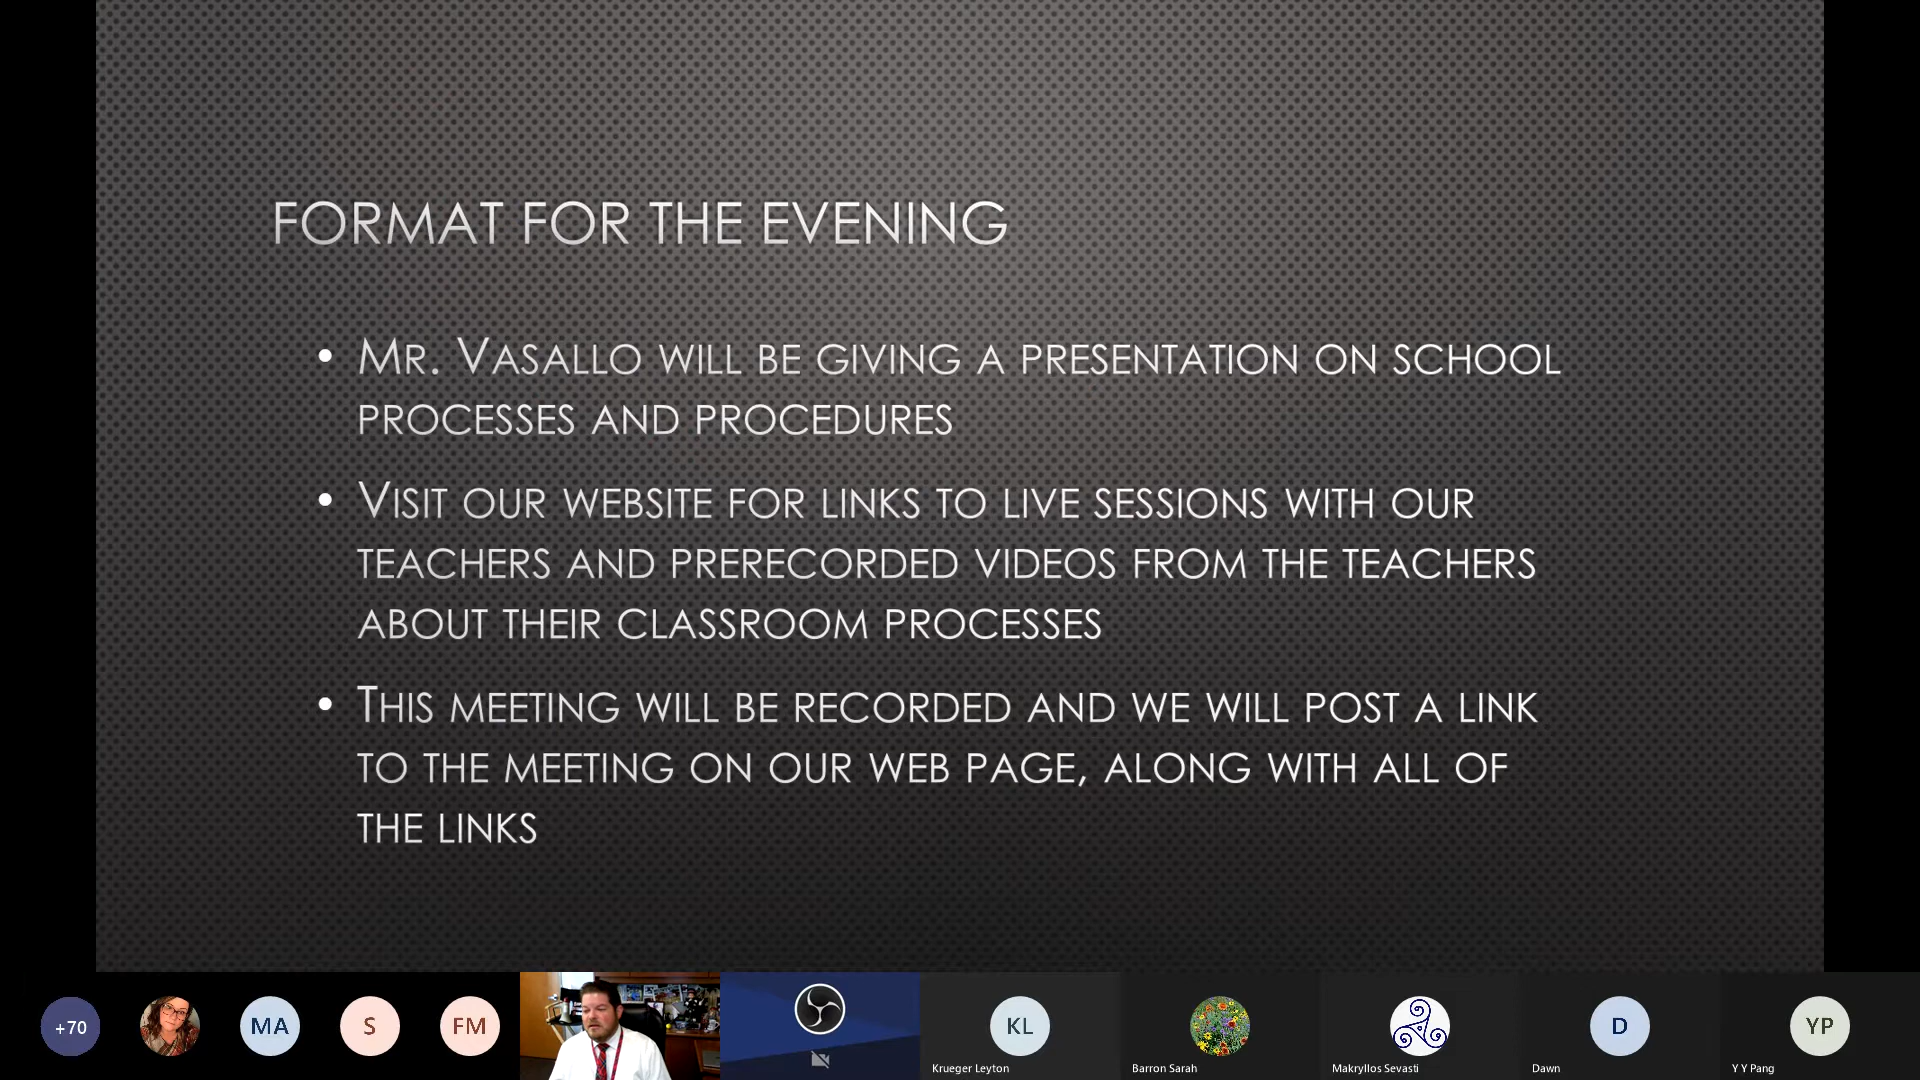 FORMAT FOR THE EVENING
• MR. VASALLO WILL BE GIVING A PRESENTATION ON SCHOOL
PROCESSES AND PROCEDURES
• VISIT OUR WEBSITE FOR LINKS TO LIVE SESSIONS WITH OUR
TEACHERS AND PRERECORDED VIDEOS FROM THE TEACHERS
ABOUT THEIR CLASSROOM PROCESSES
• THIS MEETING WILL BE RECORDED AND WE WILL POST A LINK
TO THE MEETING ON OUR WEB PAGE, ALONG WITH ALL OF
THE LINKS
+70
MA
S
FM
KL
Krueger Leyton
Barron Sarah
Makryllos Sevasti
D
Dawn
YP
Y Y Pang